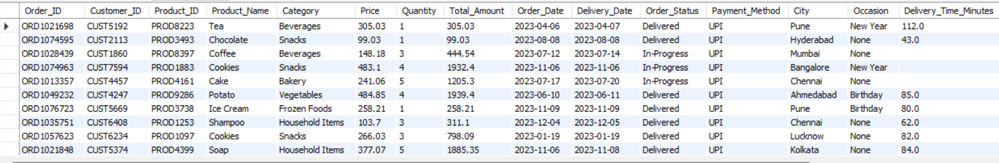 Order_ID Customer_ID Product_ID Product_Name Category Price Quantity Total_Amount Order_Date Delivery_Date Order_Status Payment_Method City Occasion Delivery_Time_Minutes
ORD1021698 CUST5192 PROD8223 Tea Beverages 305.03 1 305.03 2023-04-06 2023-04-07 Delivered UPI Pune New Year 112.0
ORD1074595 CUST2113 PROD3493 Chocolate Snacks 99.03 1 99.03 2023-08-08 2023-08-08 Delivered UPI Hyderabad None 43.0
ORD1028439 CUST1860 PROD8397 Coffee Beverages 148.18 3 444.54 2023-07-12 2023-07-14 In-Progress UPI Mumbai None
ORD1074963 CUST7594 PROD1883 Cookies Snacks 483.1 4 1932.4 2023-11-06 2023-11-06 In-Progress UPI Bangalore New Year
ORD1013357 CUST4457 PROD4161 Cake Bakery 241.06 5 1205.3 2023-07-17 2023-07-20 In-Progress UPI Chennai None
ORD1049232 CUST4247 PROD9286 Potato Vegetables 484.85 4 1939.4 2023-06-10 2023-06-11 Delivered UPI Ahmedabad Birthday 85.0
ORD1076723 CUST5669 PROD3738 Ice Cream Frozen Foods 258.21 1 258.21 2023-11-09 2023-11-09 Delivered UPI Pune Birthday 80.0
ORD1035751 CUST6408 PROD1253 Shampoo Household Items 103.7 3 311.1 2023-12-04 2023-12-05 Delivered UPI Chennai None 62.0
ORD1057623 CUST6234 PROD1097 Cookies Snacks 266.03 3 798.09 2023-01-19 2023-01-19 Delivered UPI Lucknow None 82.0
ORD1021848 CUST5374 PROD4399 Soap Household Items 377.07 5 1885.35 2023-11-06 2023-11-08 Delivered UPI Kolkata None 84.0